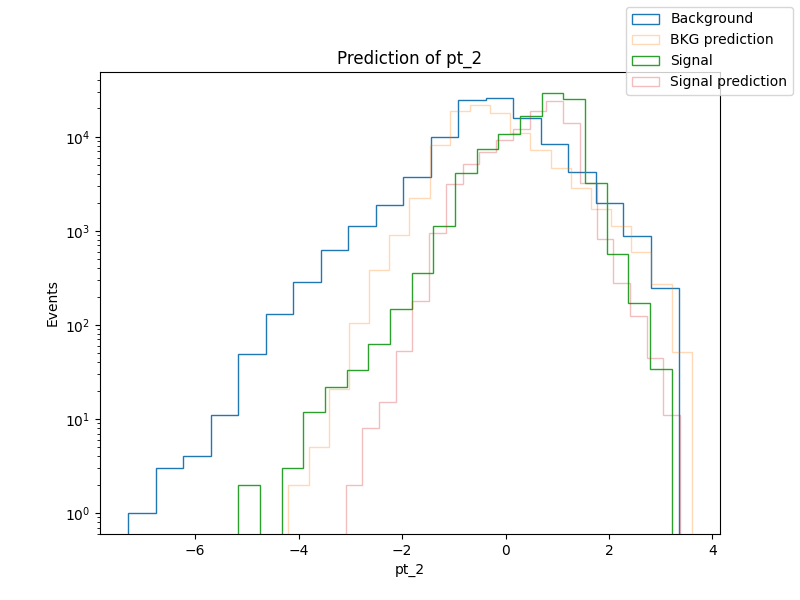 Prediction of pt_2
Background
BKG prediction
Signal
Signal prediction
Events
10⁴
10³
10²
10¹
10⁰
−6
−4
−2
0
2
4
pt_2